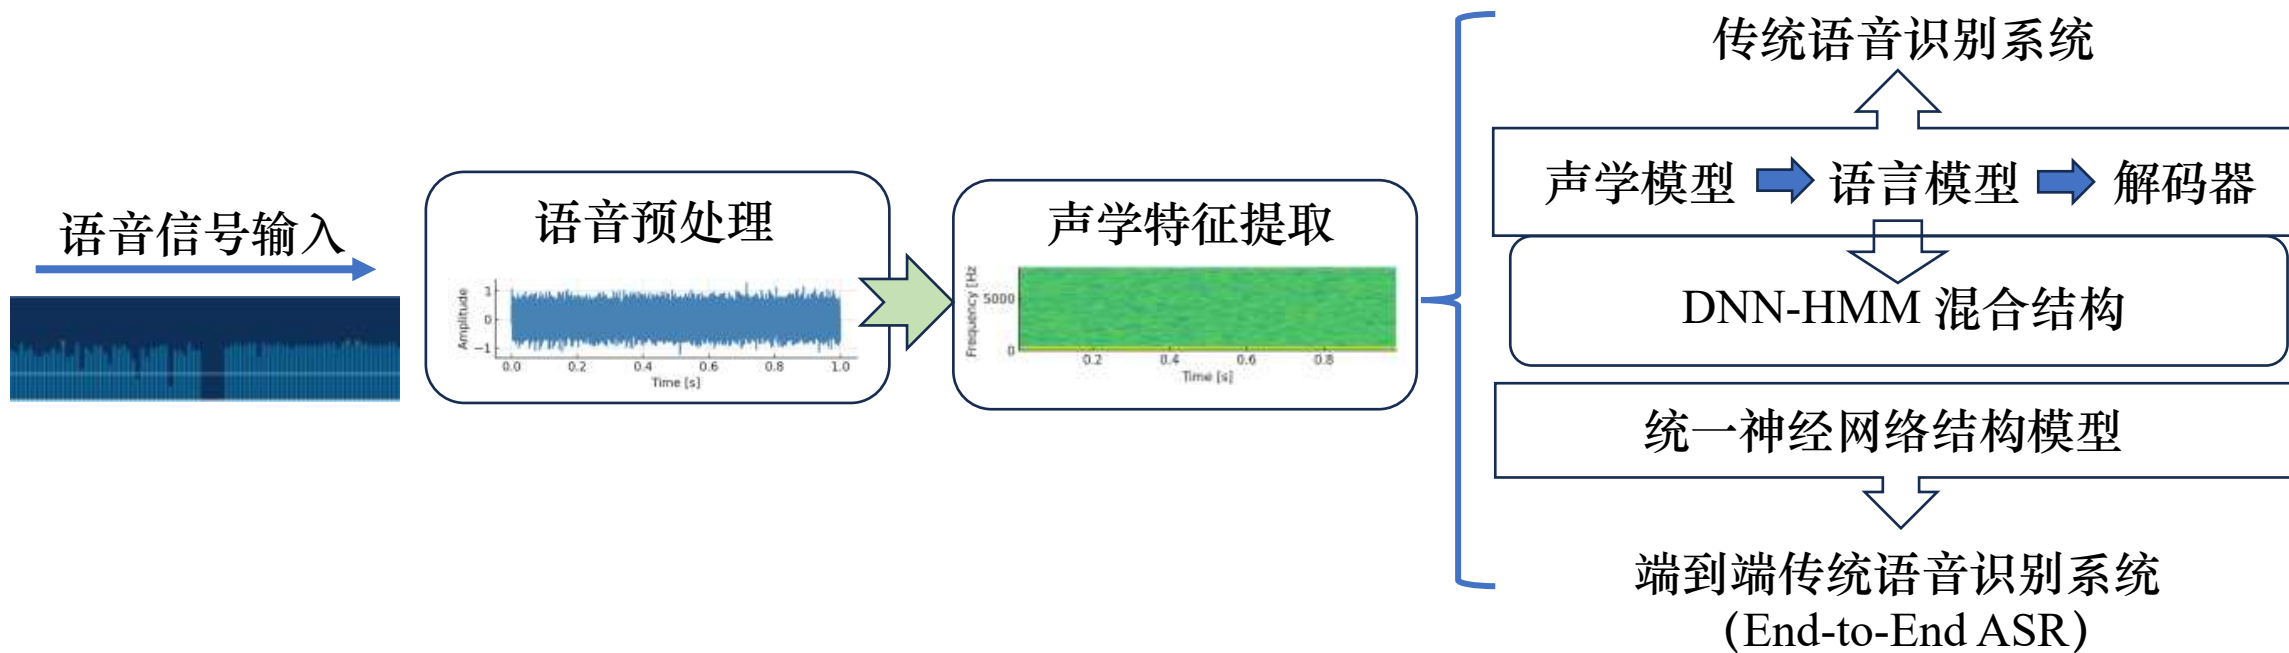 语音信号输入
语音预处理
Amplitude
1
0
−1
0.0 0.2 0.4 0.6 0.8 1.0
Time [s]
声学特征提取
Frequency [Hz
5000
0
0.2 0.4 0.6 0.8
Time [s]
传统语音识别系统
声学模型 语言模型 解码器
DNN-HMM 混合结构
统一神经网络结构模型
端到端传统语音识别系统
（End-to-End ASR）